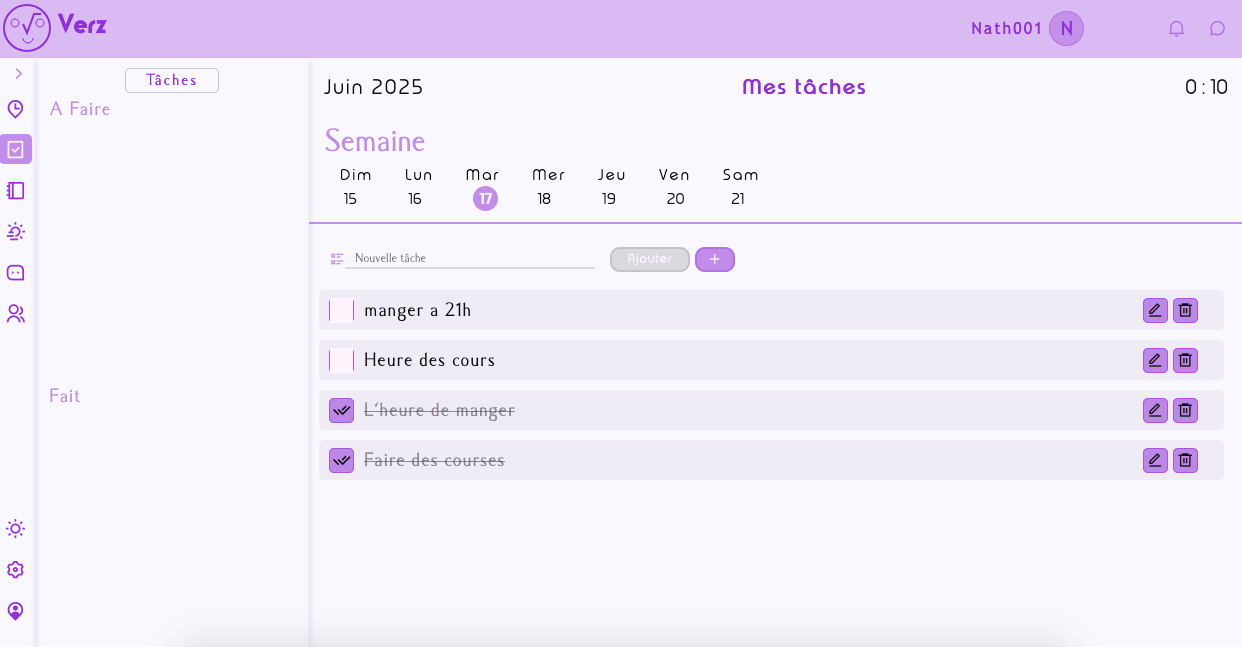 Verz
Nath001 N
Tâches
A Faire
Fait
Juin 2025 Mes tâches 0:10
Semaine
Dim Lun Mar Mer Jeu Ven Sam
15 16 17 18 19 20 21
Nouvelle tâche Ajouter +
manger a 21h
Heure des cours
L'heure de manger
Faire des courses